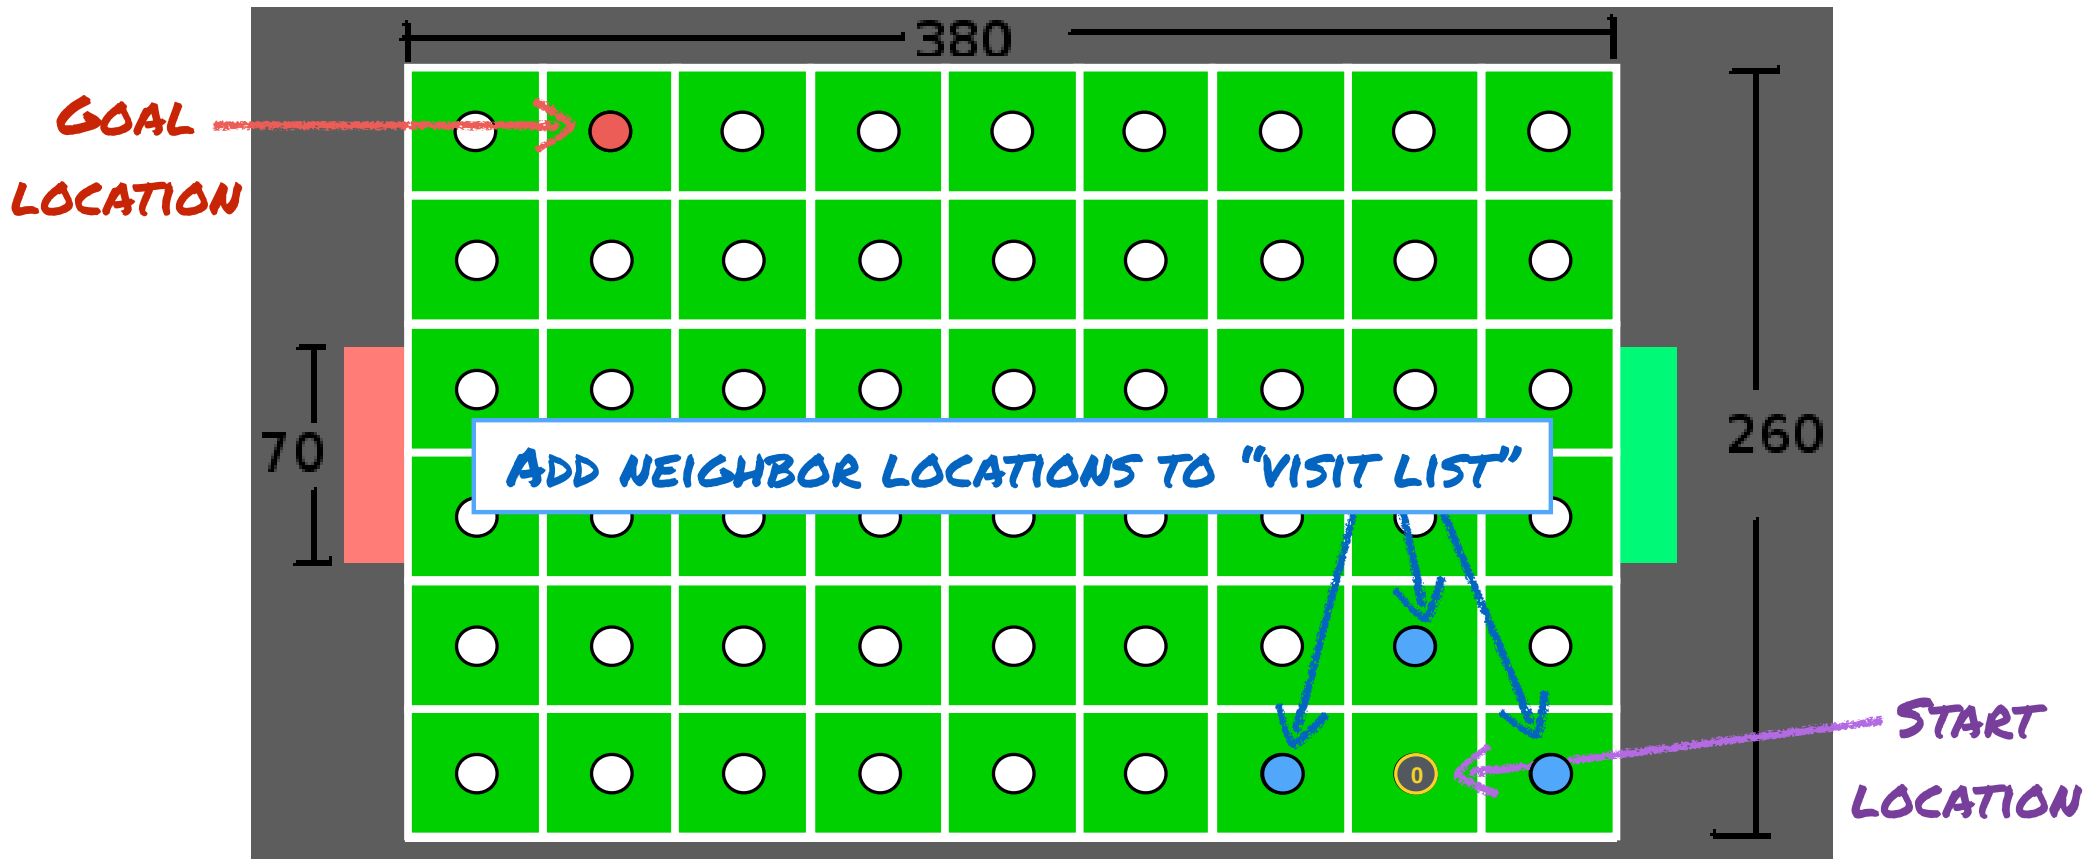 380
GOAL
LOCATION
70
260
ADD NEIGHBOR LOCATIONS TO “VISIT LIST”
START
0
LOCATION